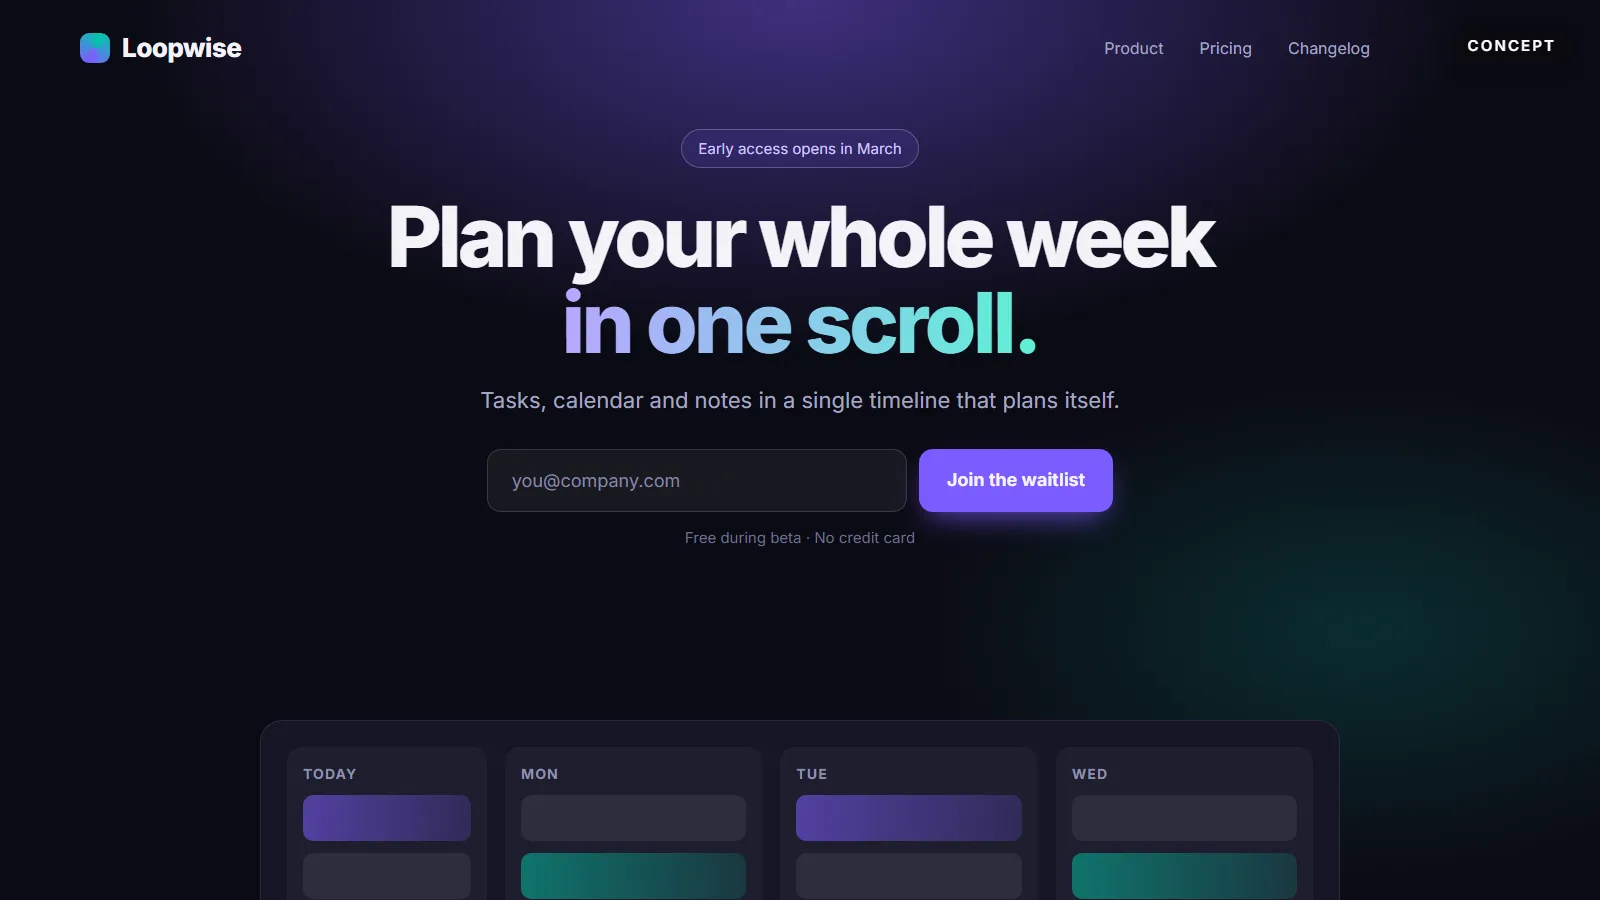 Loopwise
Product
Pricing
Changelog
CONCEPT
Early access opens in March
Plan your whole week
in one scroll.
Tasks, calendar and notes in a single timeline that plans itself.
you@company.com
Join the waitlist
Free during beta · No credit card
TODAY
MON
TUE
WED